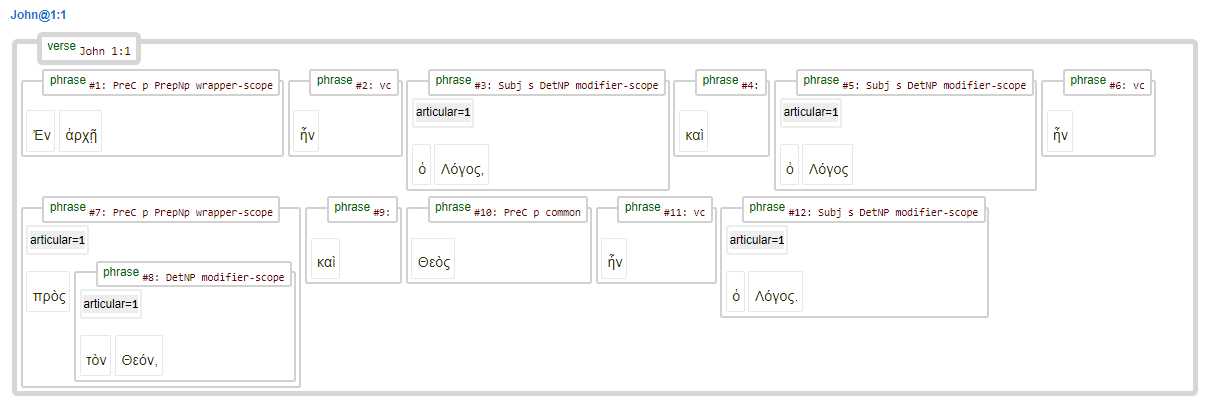 John@1:1
verse John 1:1
phrase #1: PreC p PrepNp wrapper-scope
Ἐν ἀρχῇ
phrase #2: vc
ἦν
phrase #3: Subj s DetNP modifier-scope
articular=1
ὁ Λόγος,
phrase #4:
καὶ
phrase #5: Subj s DetNP modifier-scope
articular=1
ὁ Λόγος
phrase #6: vc
ἦν
phrase #7: PreC p PrepNp wrapper-scope
articular=1
πρὸς
phrase #8: DetNP modifier-scope
articular=1
τὸν Θεόν,
phrase #9:
καὶ
phrase #10: PreC p common
Θεὸς
phrase #11: vc
ἦν
phrase #12: Subj s DetNP modifier-scope
articular=1
ὁ Λόγος.